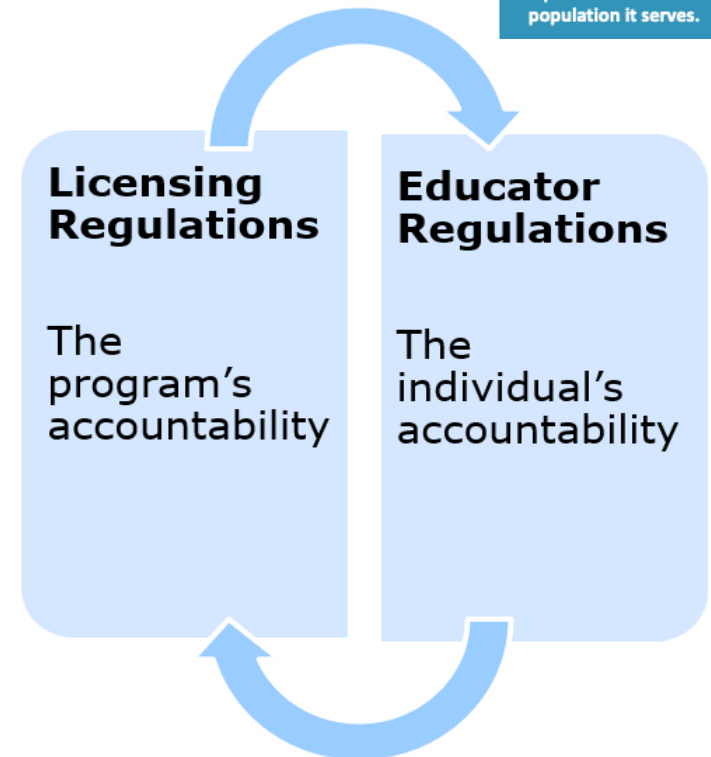 population it serves.
Licensing
Regulations
The
program's
accountability
Educator
Regulations
The
individual's
accountability